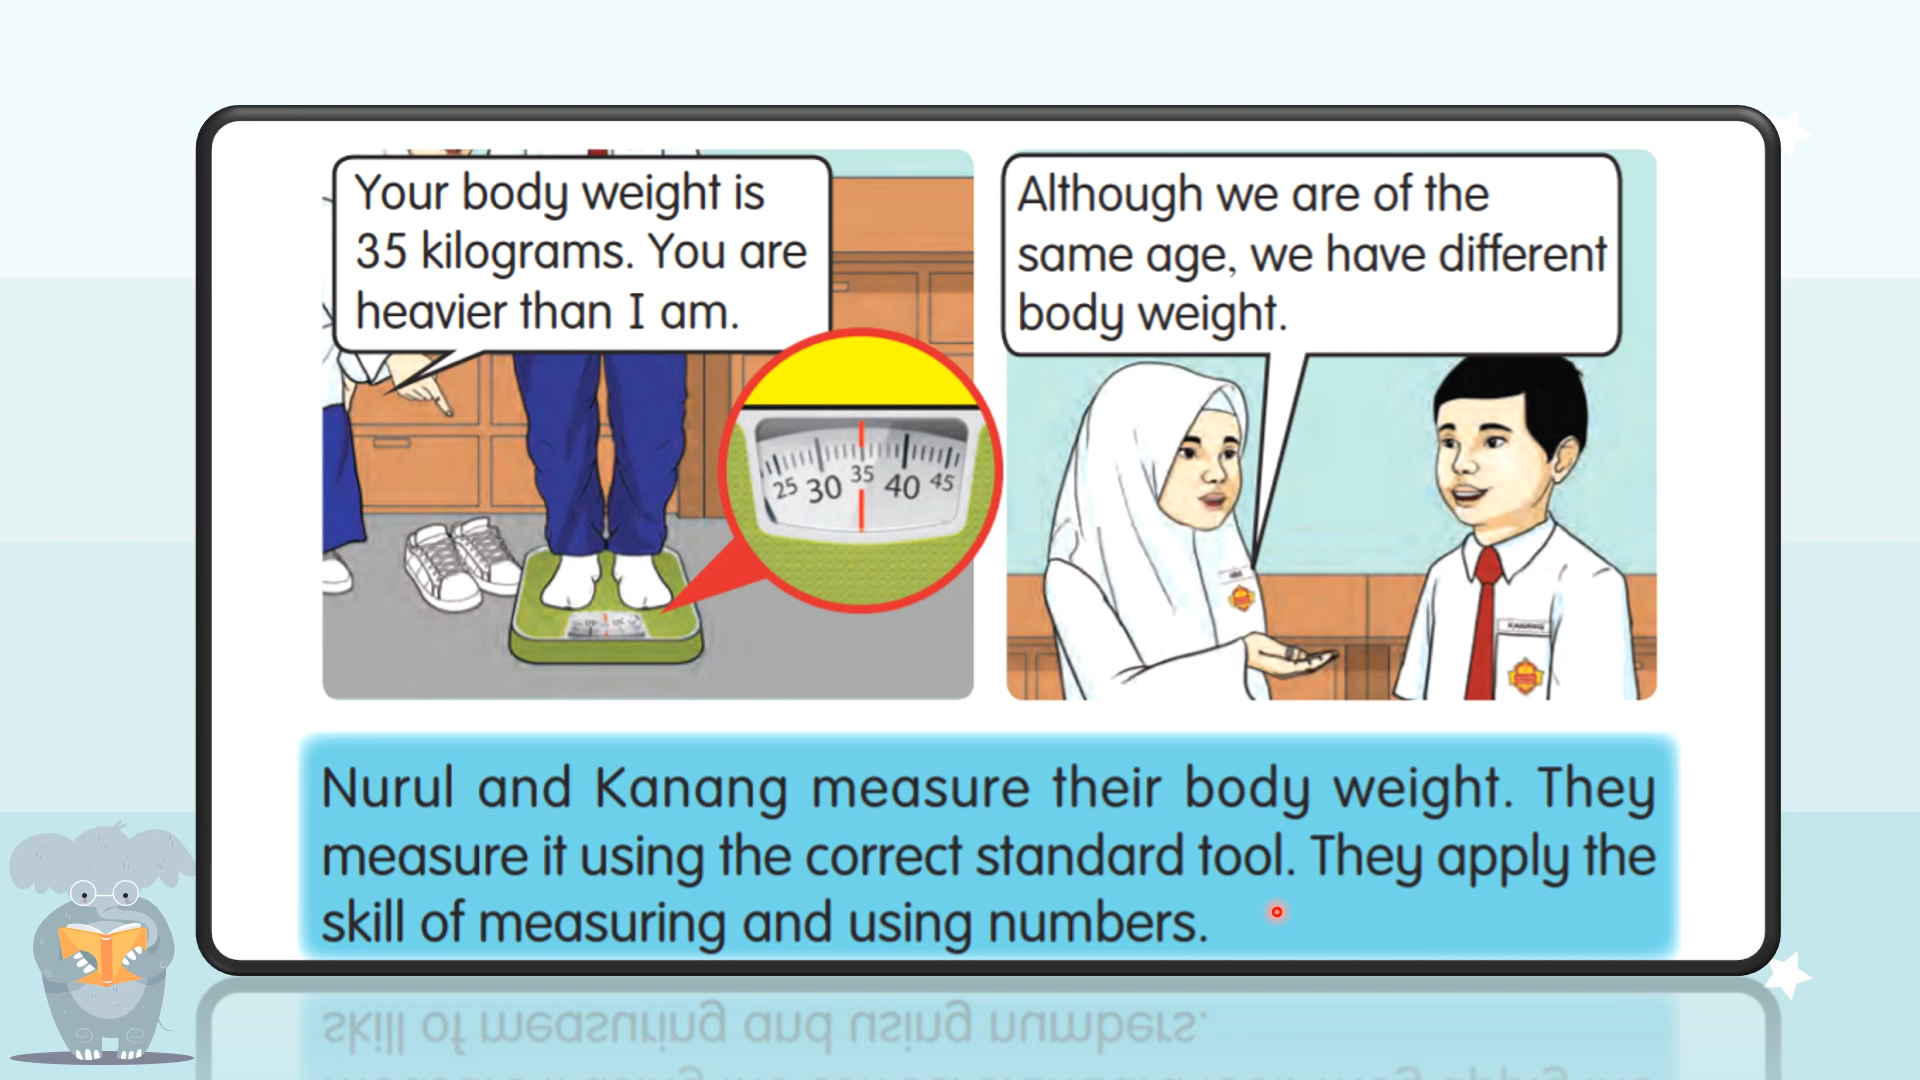 Your body weight is
35 kilograms. You are
heavier than I am.
Although we are of the
same age, we have different
body weight.
25 30 35 40 45
KANANG
Nurul and Kanang measure their body weight. They
measure it using the correct standard tool. They apply the
skill of measuring and using numbers.